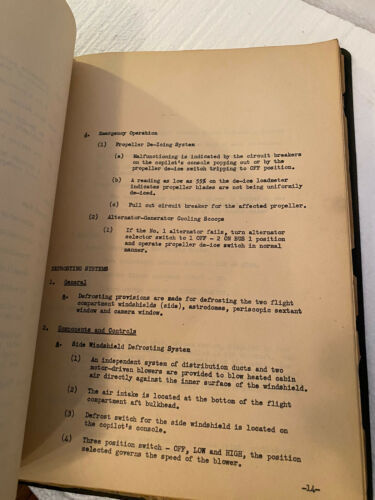 d. Emergency Operation
(1) Propeller De-Icing System
(a) Malfunctioning is indicated by the circuit breakers
on the copilot's console popping out or by the
propeller de-ice switch tripping to OFF position.
(b) A reading as low as 55% on the de-ice loadmeter
indicates propeller blades are not being uniformly
de-iced.
(c) Pull out circuit breaker for the affected propeller.
(2) Alternator-Generator Cooling Scoops
(1) If the No. 1 alternator fails, turn alternator
selector switch to 1 OFF - 2 ON BUS 1 position
and operate propeller de-ice switch in normal
manner.
DEFROSTING SYSTEMS
1. General
a. Defrosting provisions are made for defrosting the two flight
compartment windshields (side), astrodomes, periscopic sextant
window and camera window.
2. Components and Controls
A. Side Windshield Defrosting System
(1) An independent system of distribution ducts and two
motor-driven blowers are provided to blow heated cabin
air directly against the inner surface of the windshield.
(2) The air intake is located at the bottom of the flight
compartment aft bulkhead.
(3) Defrost switch for the side windshield is located on
the copilot's console.
(4) Three position switch - OFF, LOW and HIGH, the position
selected governs the speed of the blower.
-14-